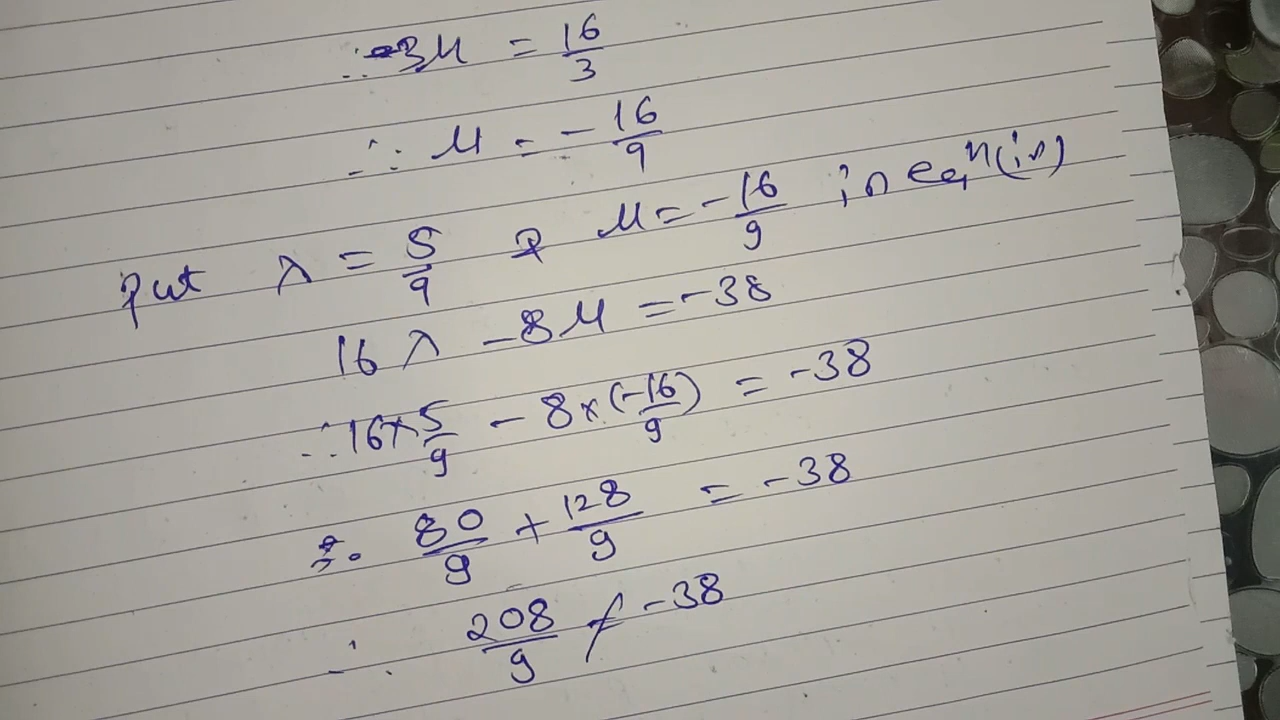 ∴ -3μ = 16/3
∴ μ = -16/9
Put λ = 5/9 & μ = -16/9 in eqⁿ(iv)
16λ - 8μ = -38
∴ 16×5/9 - 8×(-16/9) = -38
∴ 80/9 + 128/9 = -38
∴ 208/9 ≠ -38